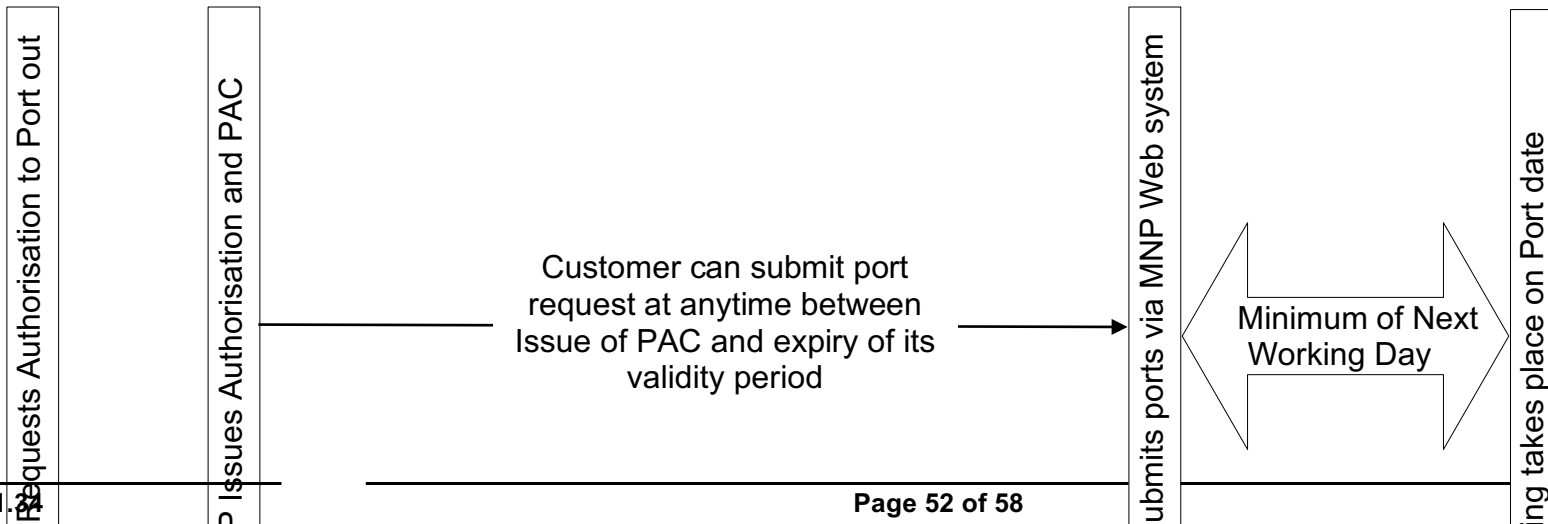 Requests Authorisation to Port out
Issues Authorisation and PAC
Customer can submit port
request at anytime between
Issue of PAC and expiry of its
validity period
ubmits ports via MNP Web system
Minimum of Next
Working Day
ing takes place on Port date
Page 52 of 58